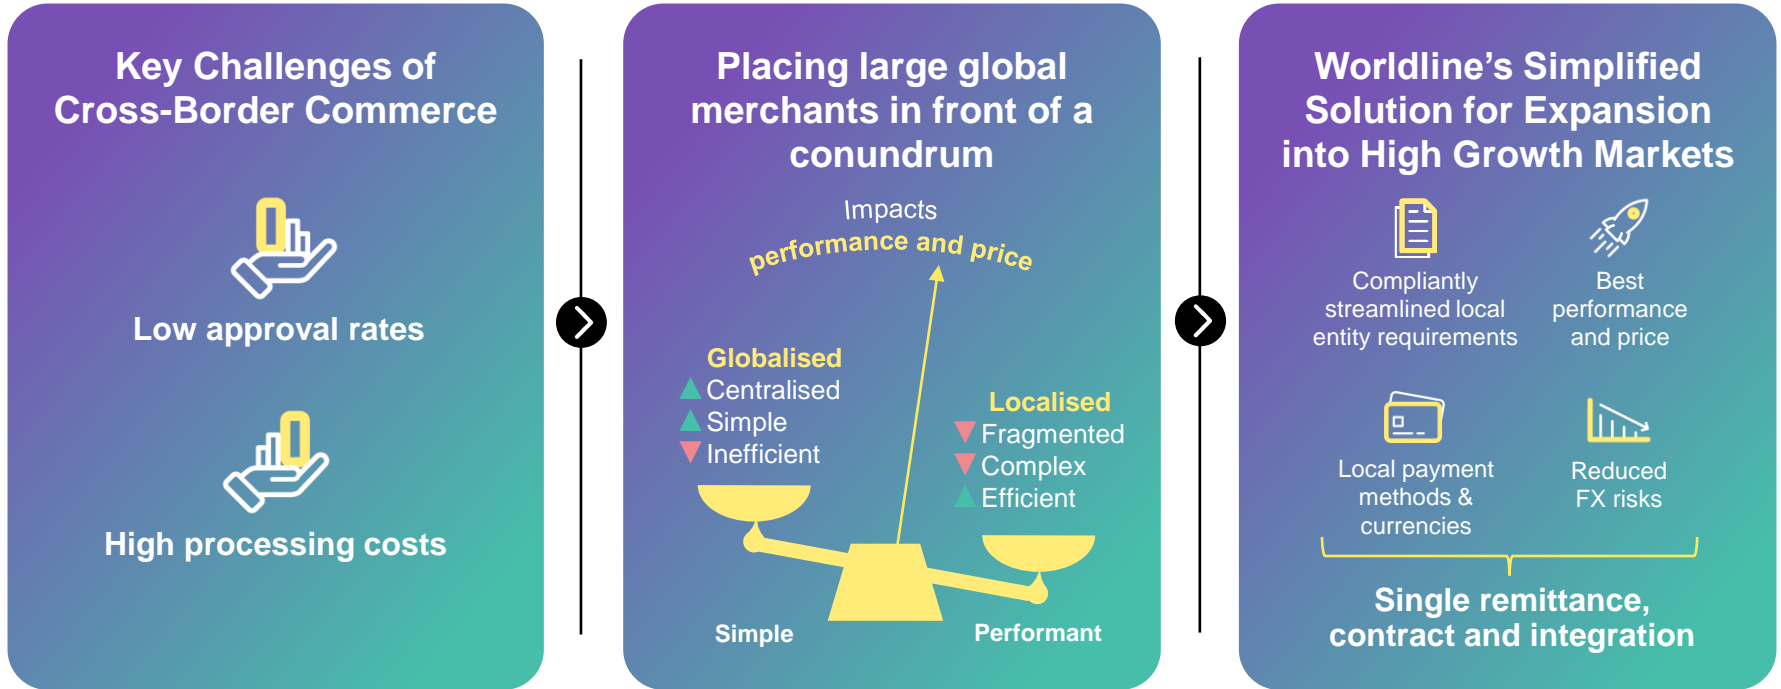 Key Challenges of
Cross-Border Commerce
Low approval rates
High processing costs
Placing large global
merchants in front of a
conundrum
Impacts
performance and price
Globalised
Centralised
Simple
Inefficient
Localised
Fragmented
Complex
Efficient
Simple
Performant
Worldline’s Simplified
Solution for Expansion
into High Growth Markets
Compliantly
streamlined local
entity requirements
Best
performance
and price
Local payment
methods &
currencies
Reduced
FX risks
Single remittance,
contract and integration